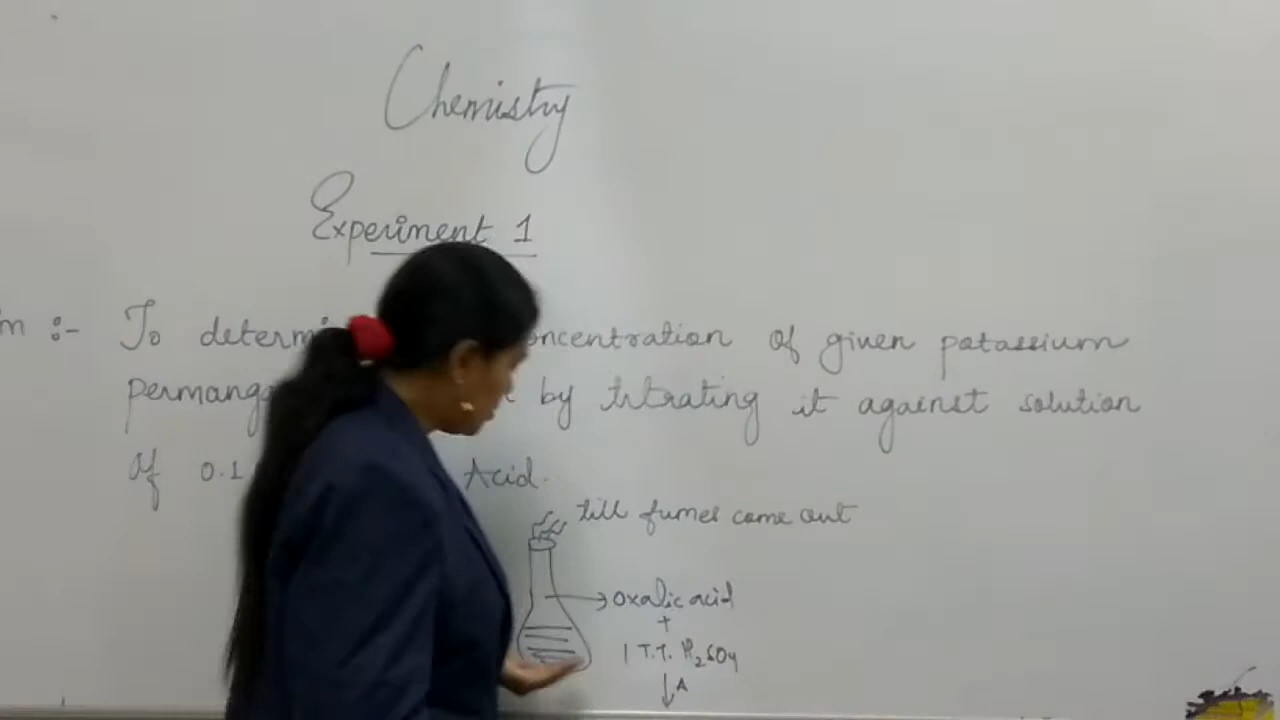 Chemistry
Experiment 1
:- To determi oncentration of given potassium
permanga by titrating it against solution
of 0.1 Acid.
till fumes come out
oxalic acid
+
1 T.T. H₂SO₄
↓ Δ